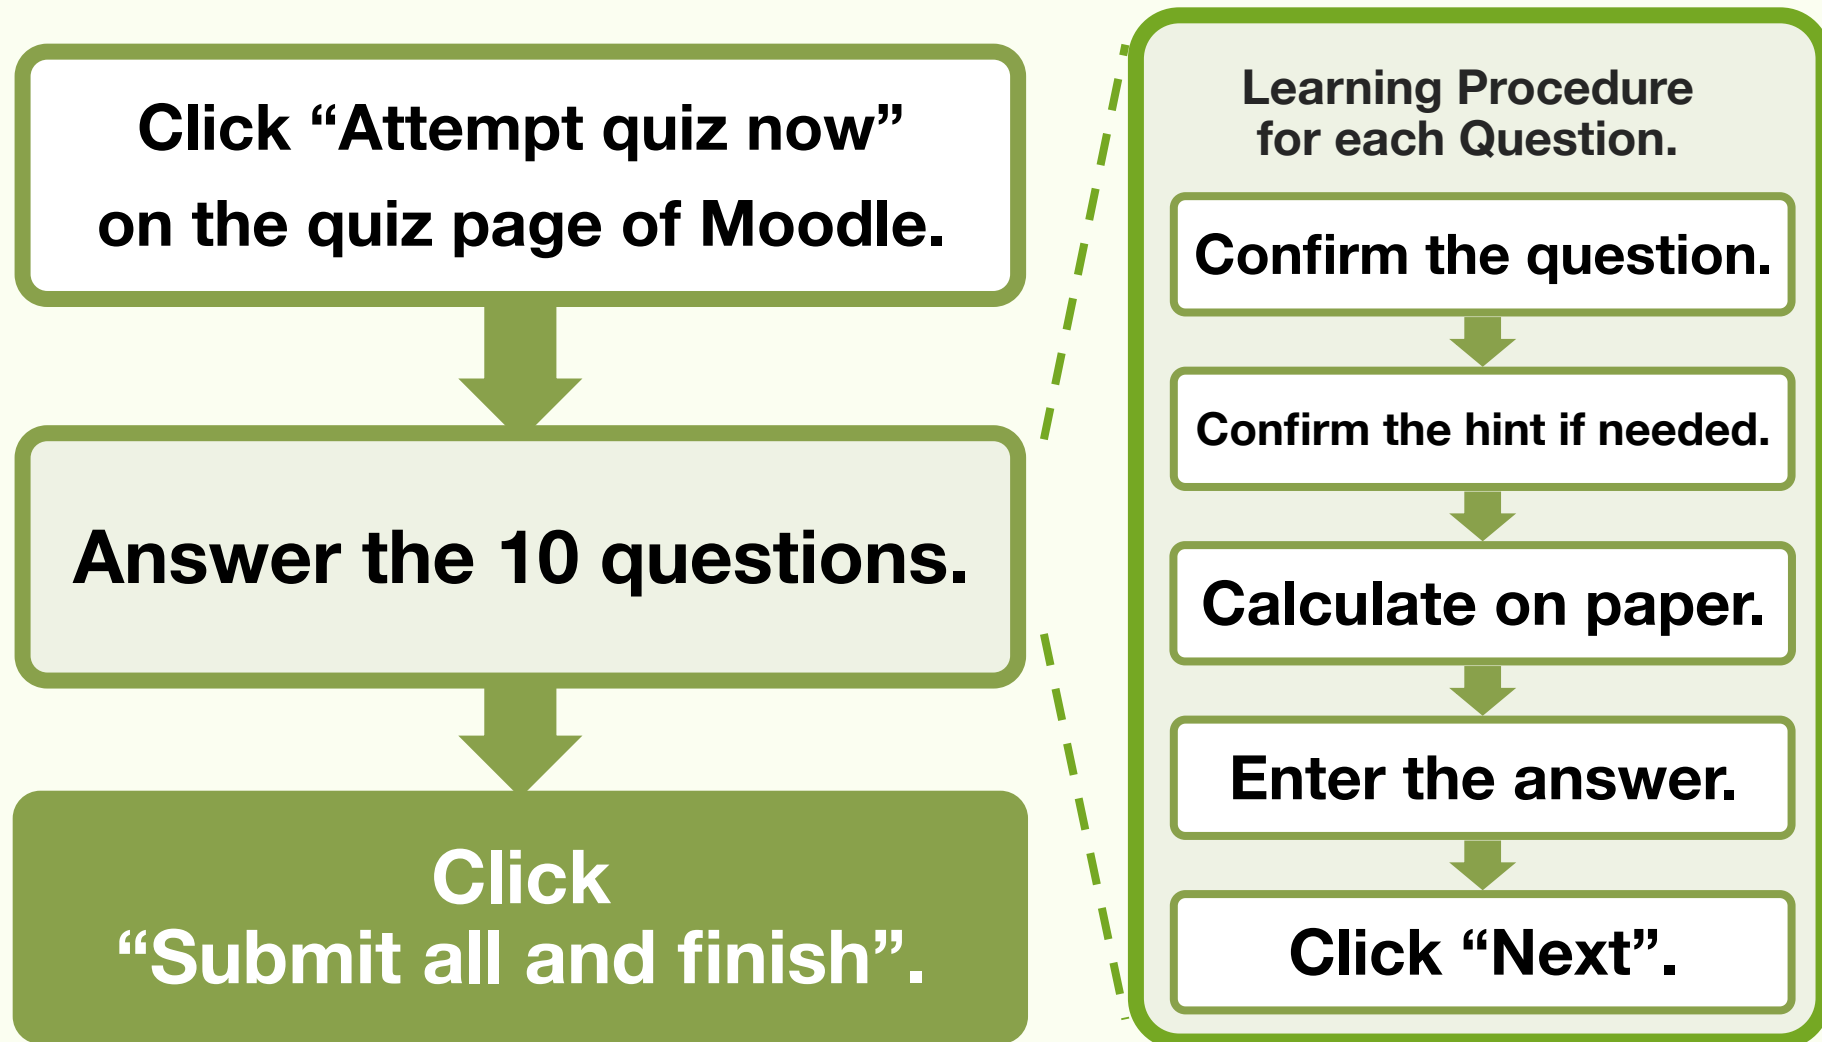 Click “Attempt quiz now”
on the quiz page of Moodle.
Answer the 10 questions.
Click
“Submit all and finish”.
Learning Procedure
for each Question.
Confirm the question.
Confirm the hint if needed.
Calculate on paper.
Enter the answer.
Click “Next”.